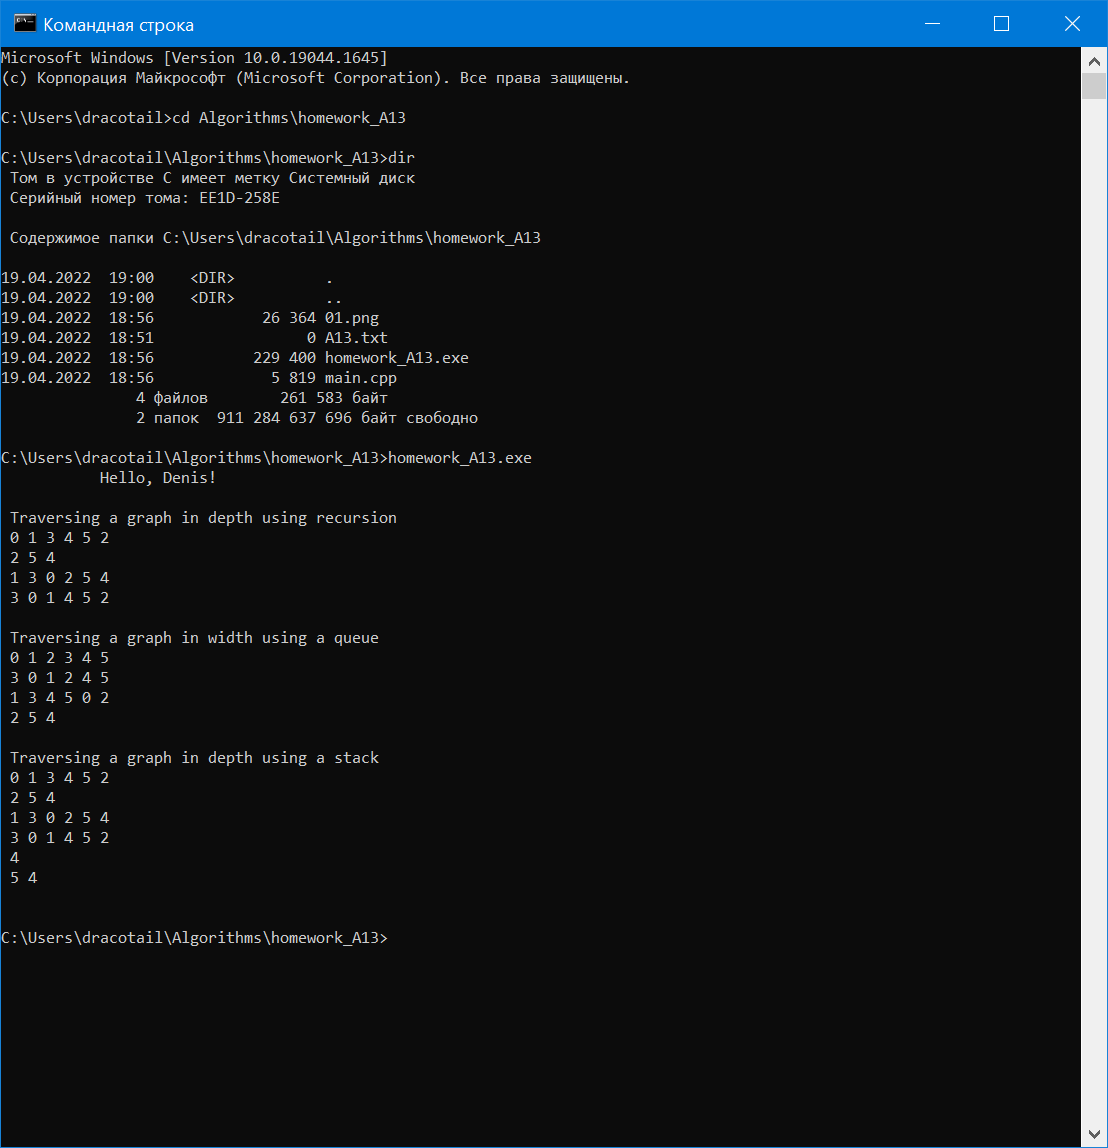 Командная строка
Microsoft Windows [Version 10.0.19044.1645]
(c) Корпорация Майкрософт (Microsoft Corporation). Все права защищены.
C:\Users\dracotail>cd Algorithms\homework_A13
C:\Users\dracotail\Algorithms\homework_A13>dir
Том в устройстве C имеет метку Системный диск
Серийный номер тома: EE1D-258E
Содержимое папки C:\Users\dracotail\Algorithms\homework_A13
19.04.2022  19:00    <DIR>          .
19.04.2022  19:00    <DIR>          ..
19.04.2022  18:56            26 364 01.png
19.04.2022  18:51                 0 A13.txt
19.04.2022  18:56           229 400 homework_A13.exe
19.04.2022  18:56             5 819 main.cpp
4 файлов        261 583 байт
2 папок  911 284 637 696 байт свободно
C:\Users\dracotail\Algorithms\homework_A13>homework_A13.exe
Hello, Denis!
Traversing a graph in depth using recursion
0 1 3 4 5 2
2 5 4
1 3 0 2 5 4
3 0 1 4 5 2
Traversing a graph in width using a queue
0 1 2 3 4 5
3 0 1 2 4 5
1 3 4 5 0 2
2 5 4
Traversing a graph in depth using a stack
0 1 3 4 5 2
2 5 4
1 3 0 2 5 4
3 0 1 4 5 2
4
5 4
C:\Users\dracotail\Algorithms\homework_A13>